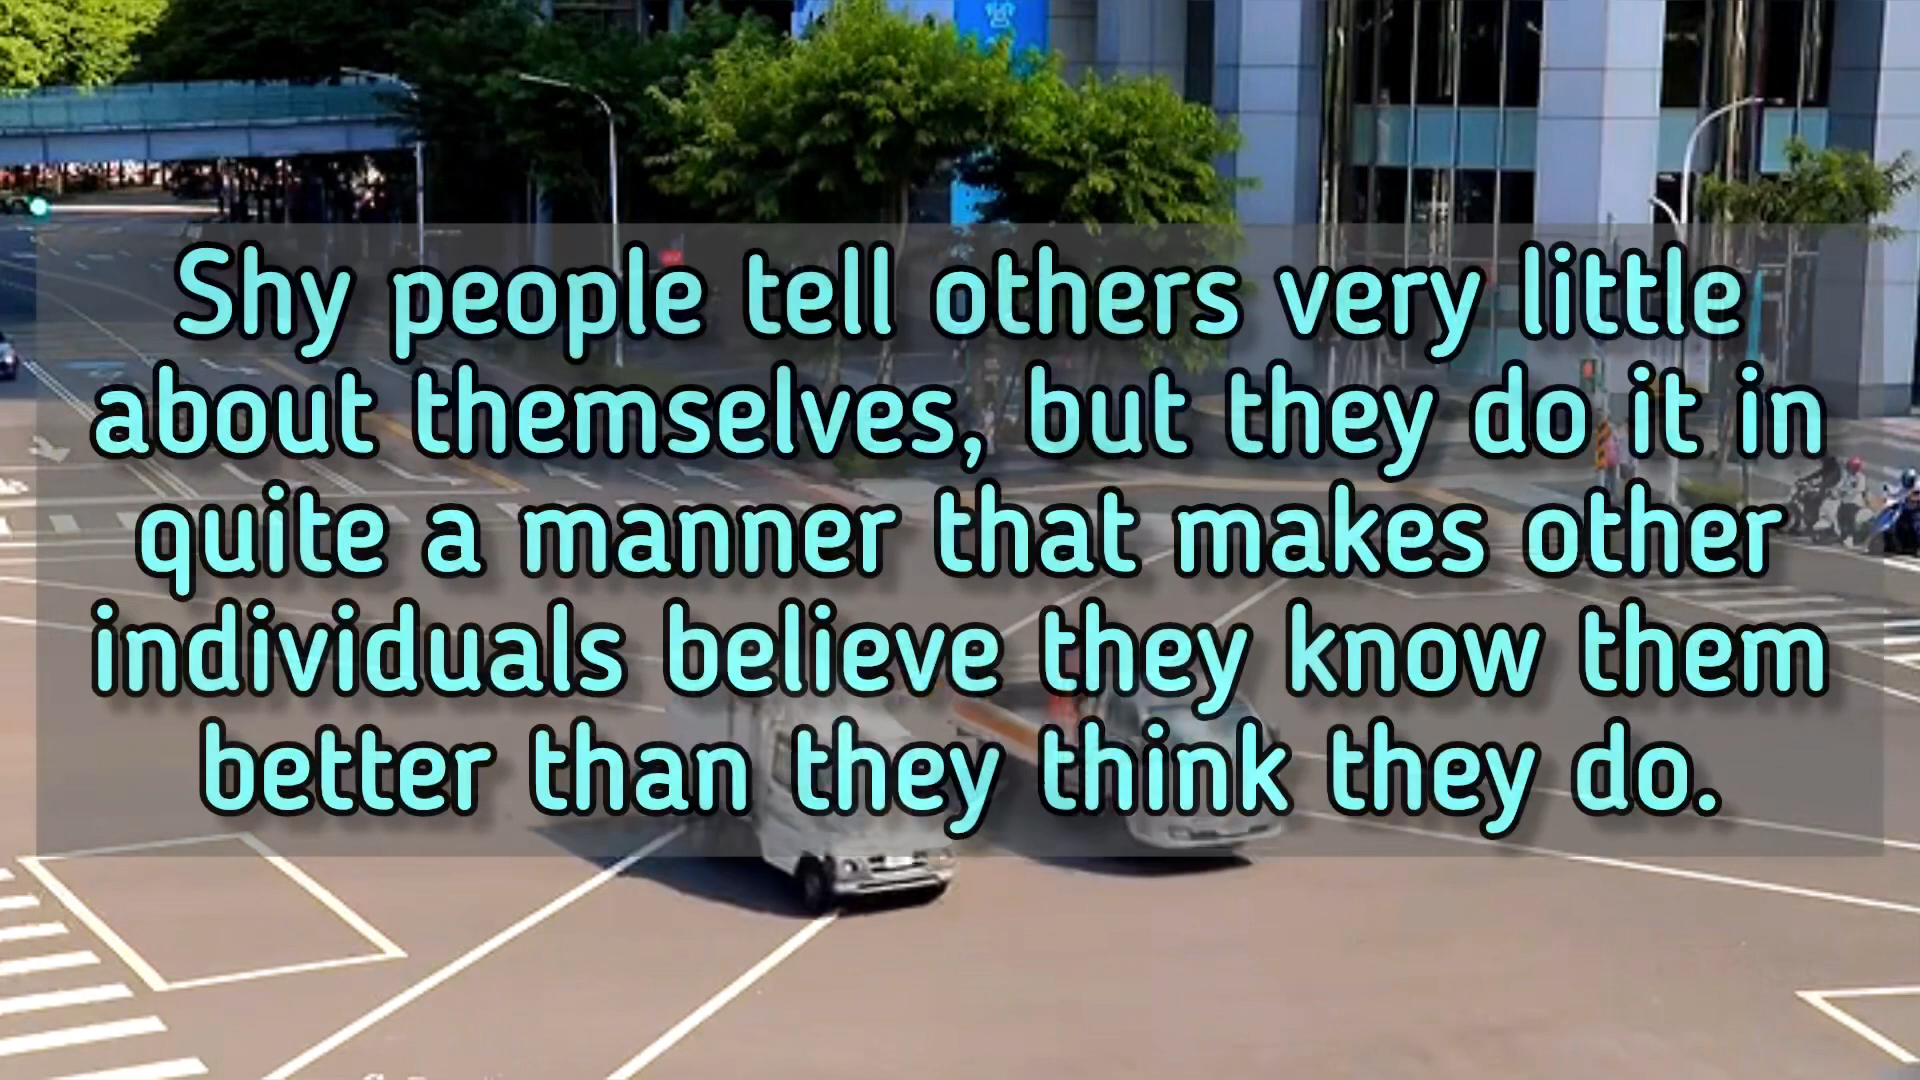 Shy people tell others very little
about themselves, but they do it in
quite a manner that makes other
individuals believe they know them
better than they think they do.